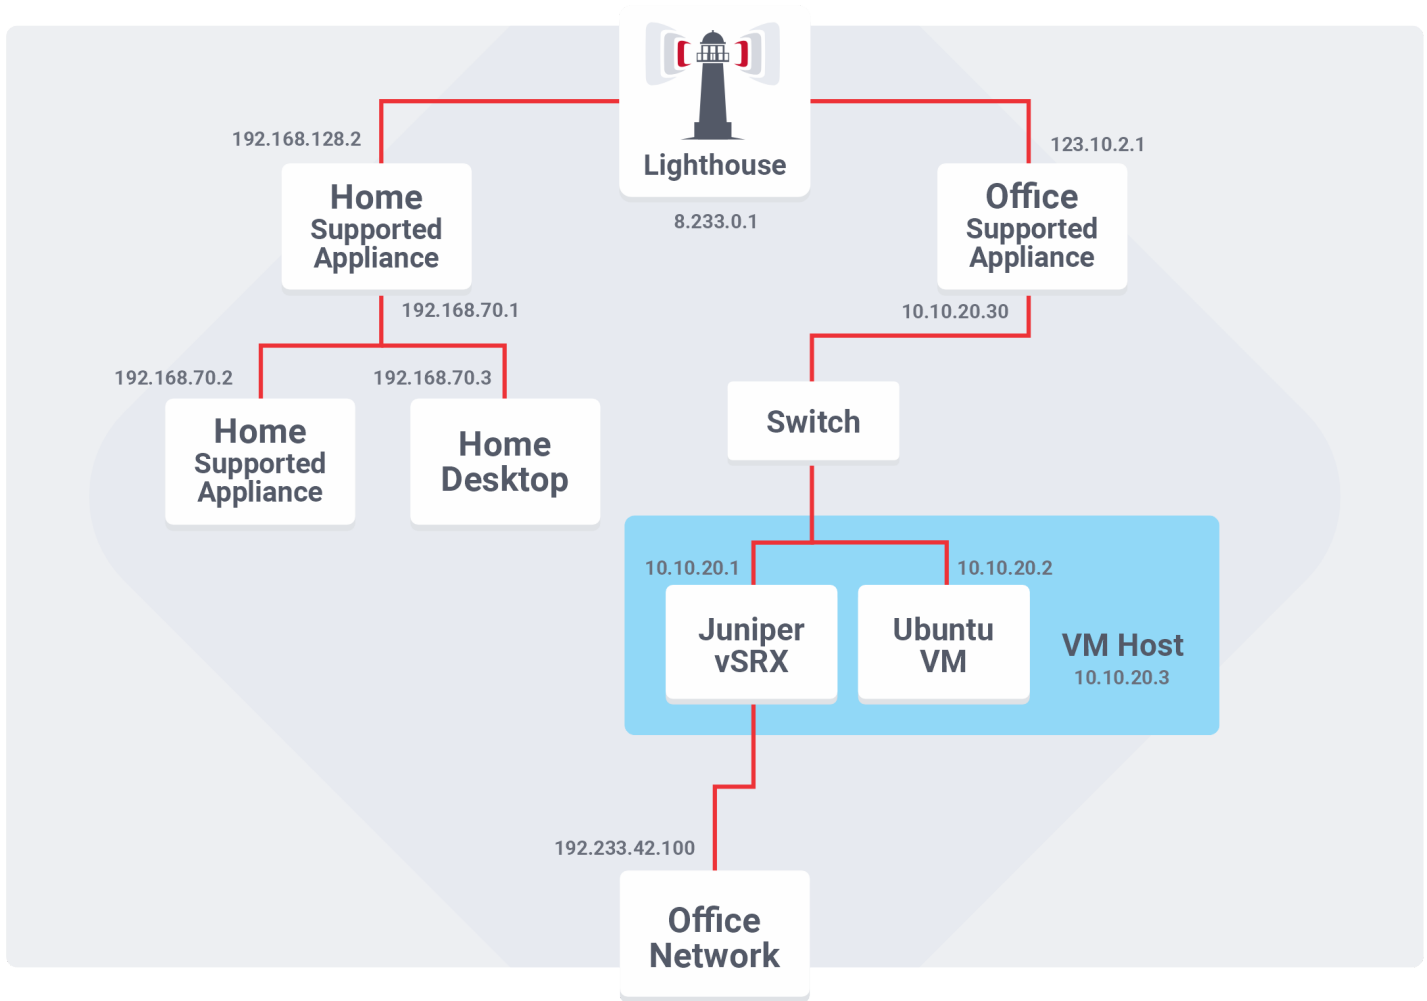 Lighthouse
8.233.0.1
192.168.128.2
Home
Supported
Appliance
192.168.70.1
192.168.70.2
Home
Supported
Appliance
192.168.70.3
Home
Desktop
123.10.2.1
Office
Supported
Appliance
10.10.20.30
Switch
10.10.20.1
Juniper
vSRX
10.10.20.2
Ubuntu
VM
VM Host
10.10.20.3
192.233.42.100
Office
Network